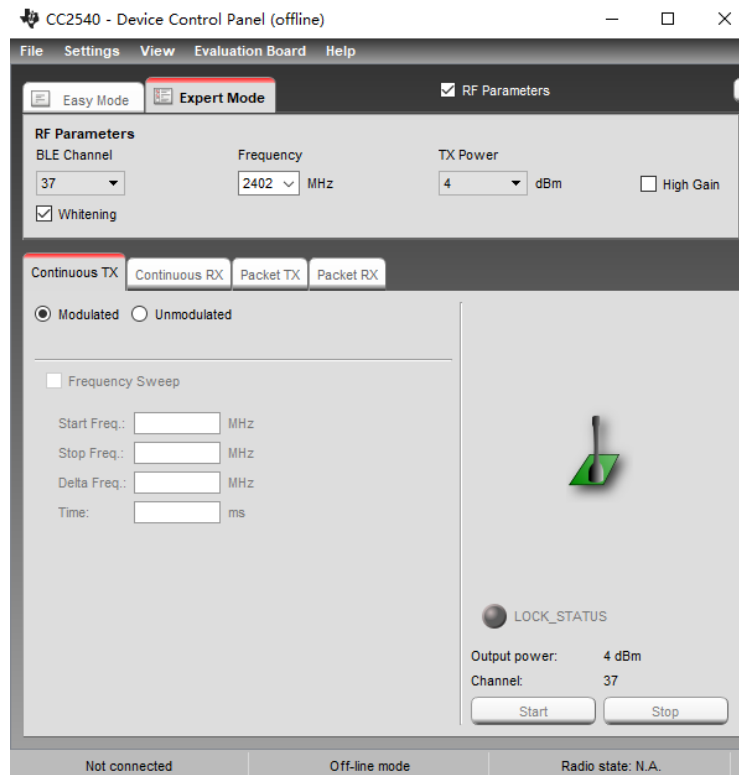 CC2540 - Device Control Panel (offline)
File Settings View Evaluation Board Help
Easy Mode Expert Mode RF Parameters
RF Parameters
BLE Channel Frequency TX Power
37 2402 MHz 4 dBm High Gain
Whitening
Continuous TX Continuous RX Packet TX Packet RX
Modulated Unmodulated
Frequency Sweep
Start Freq.: MHz
Stop Freq.: MHz
Delta Freq.: MHz
Time: ms
LOCK_STATUS
Output power: 4 dBm
Channel: 37
Start Stop
Not connected Off-line mode Radio state: N.A.